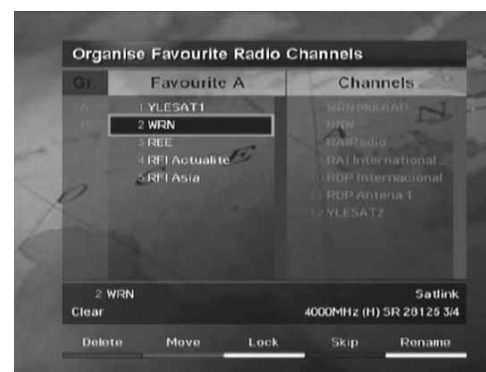 Organise Favourite Radio Channels
Gr. Favourite A Channels
A 1 YLESAT1
2 WRN RNW
3 REE RAIRadio
4 RFI Actualite RAI International...
5 RFI Asia RDP Internacional
11 RDP Antena 1
12 YLESAT2
2 WRN Satlink
Clear 4000MHz (H) SR 28125 3/4
Delete Move Lock Skip Rename